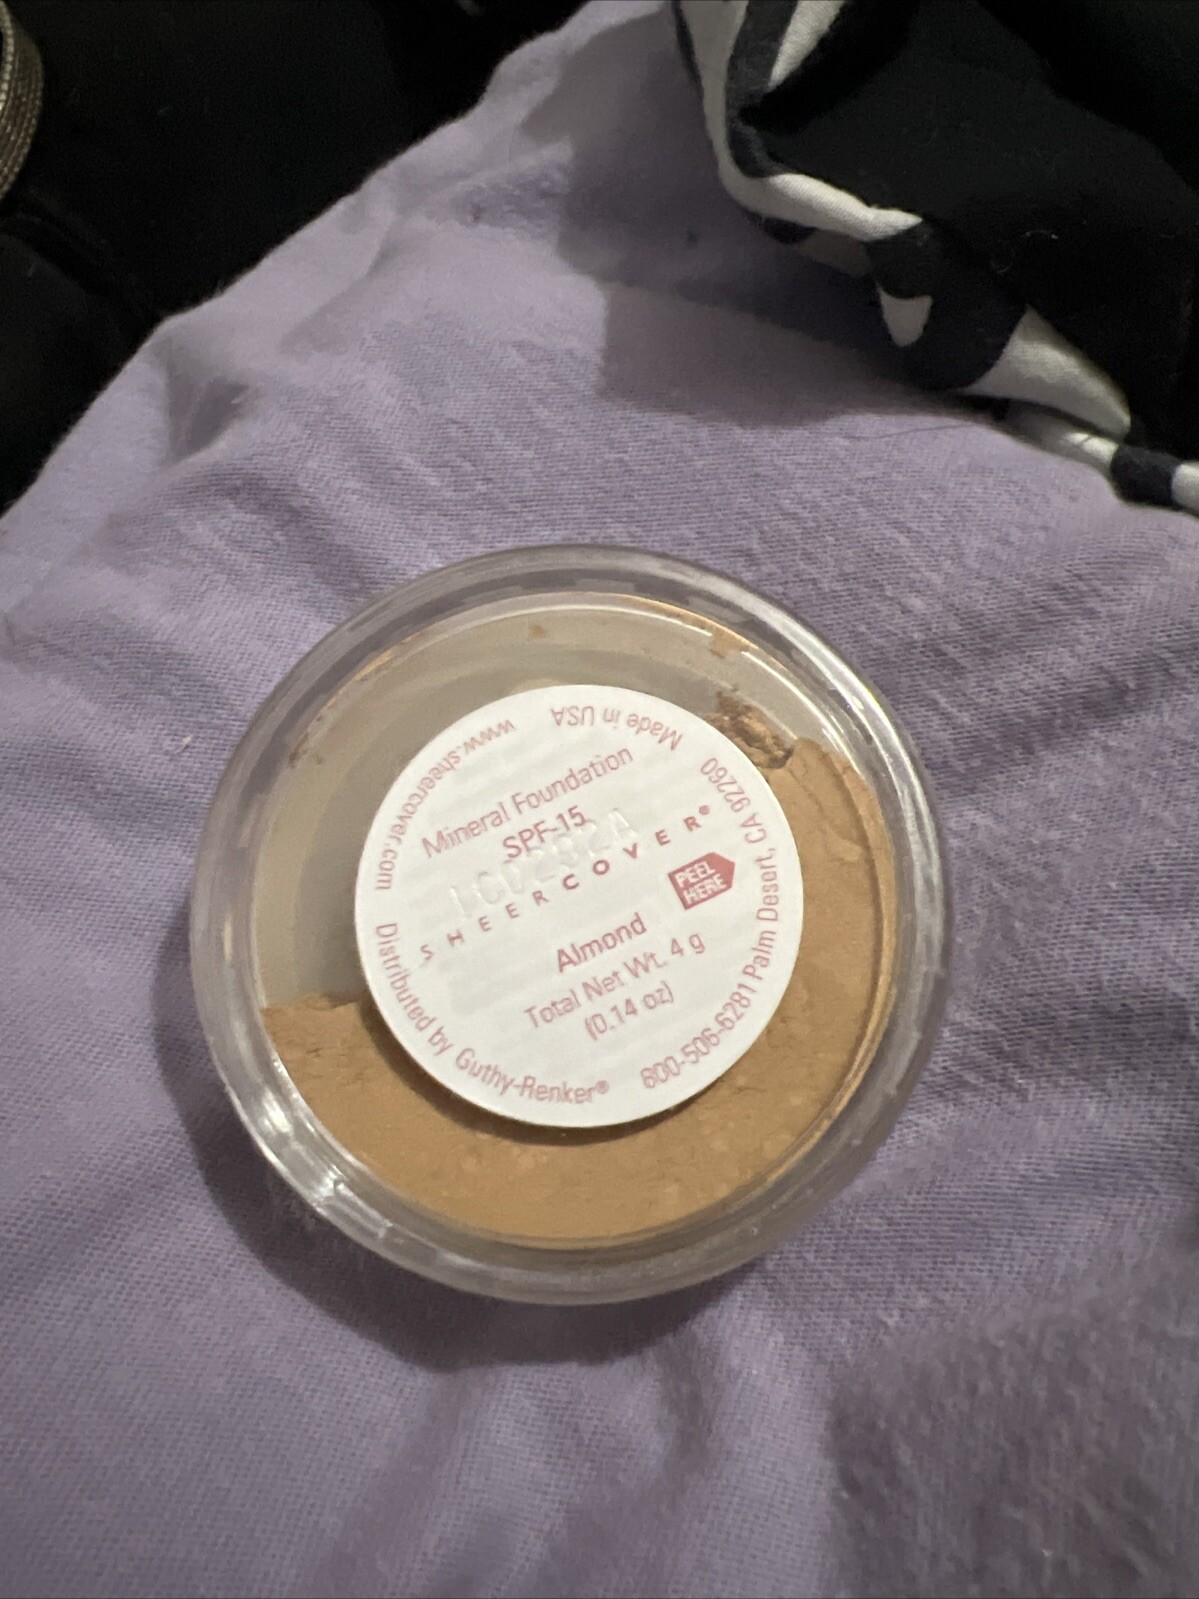 Mineral Foundation
SPF-15
SHEERCOVER®
PEEL
HERE
Almond
Total Net Wt. 4 g
(0.14 oz)
Distributed by Guthy-Renker® 800-506-6281 Palm Desert, CA 92260
Made in USA www.sheercover.com